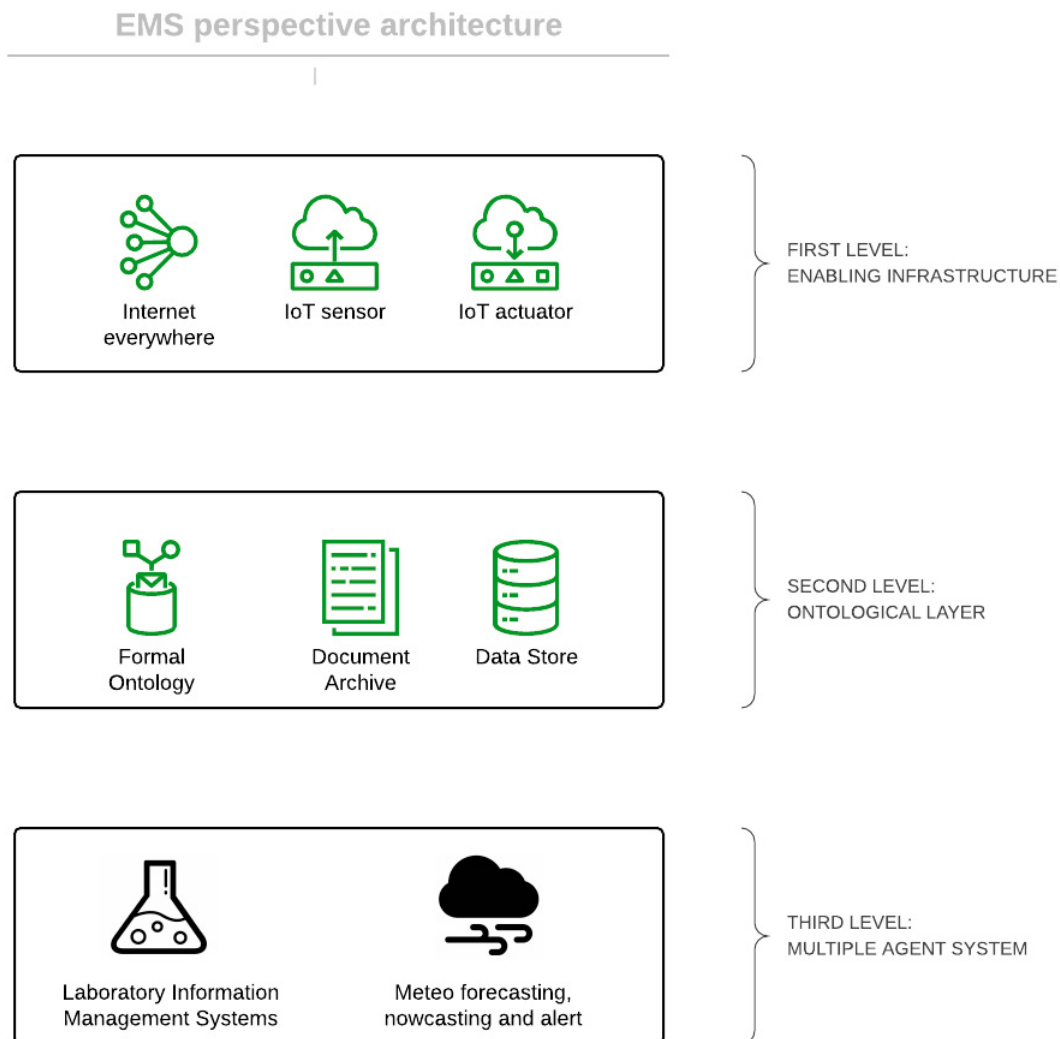 EMS perspective architecture
Internet
everywhere
IoT sensor
IoT actuator
FIRST LEVEL:
ENABLING INFRASTRUCTURE
Formal
Ontology
Document
Archive
Data Store
SECOND LEVEL:
ONTOLOGICAL LAYER
Laboratory Information
Management Systems
Meteo forecasting,
nowcasting and alert
THIRD LEVEL:
MULTIPLE AGENT SYSTEM